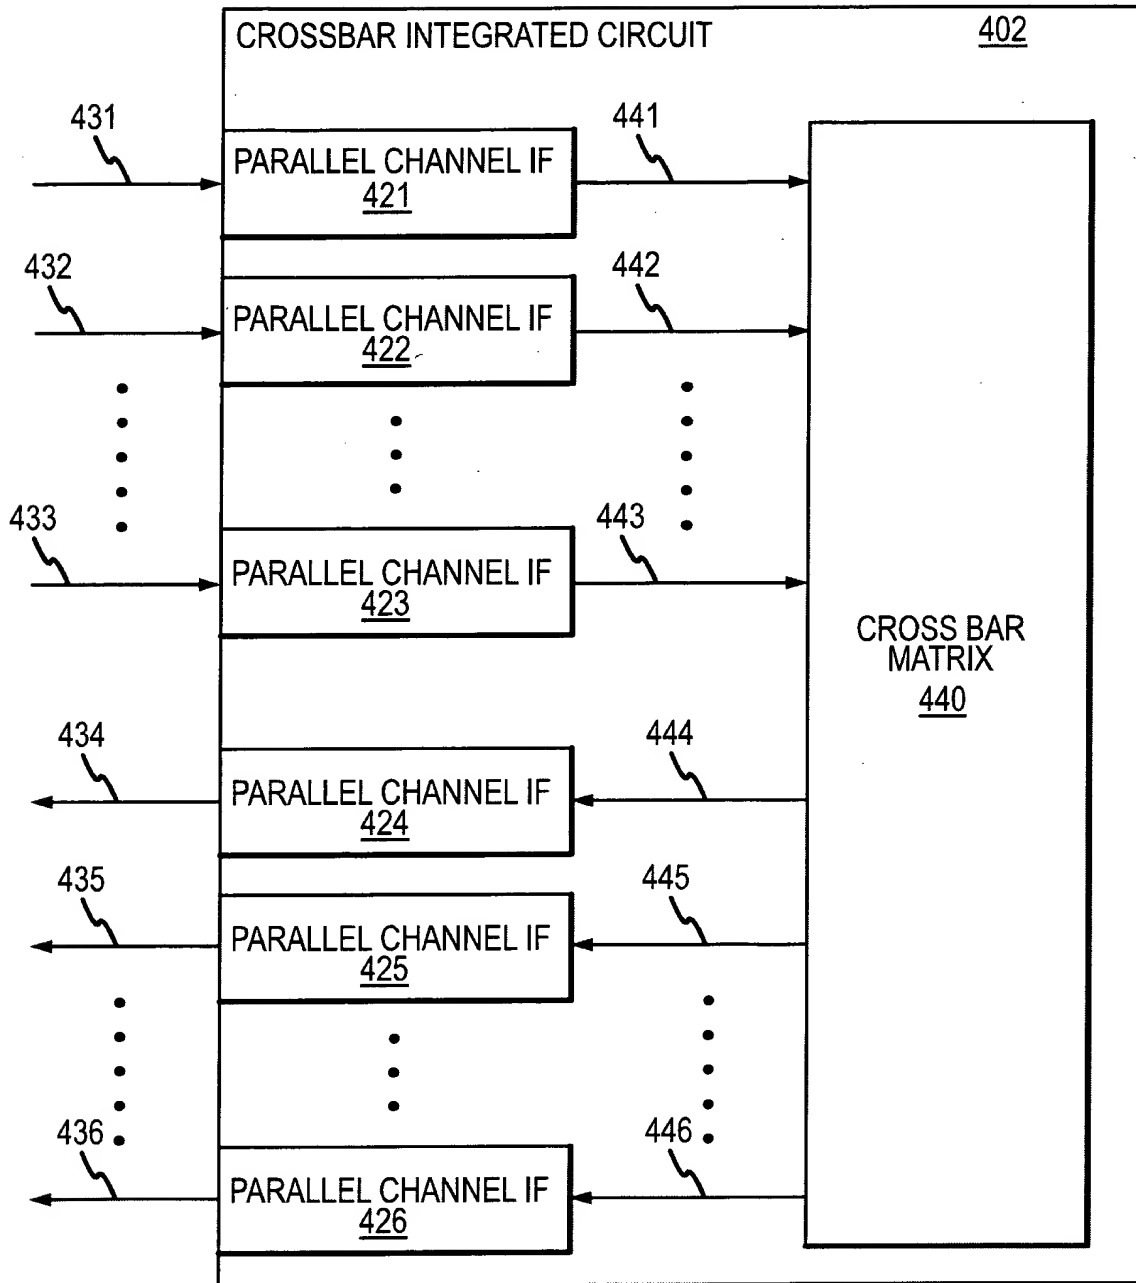 CROSSBAR INTEGRATED CIRCUIT 402
431 441
PARALLEL CHANNEL IF
421
432 442
PARALLEL CHANNEL IF
422
433 443
PARALLEL CHANNEL IF
423
CROSS BAR
MATRIX
440
434 444
PARALLEL CHANNEL IF
424
435 445
PARALLEL CHANNEL IF
425
436 446
PARALLEL CHANNEL IF
426